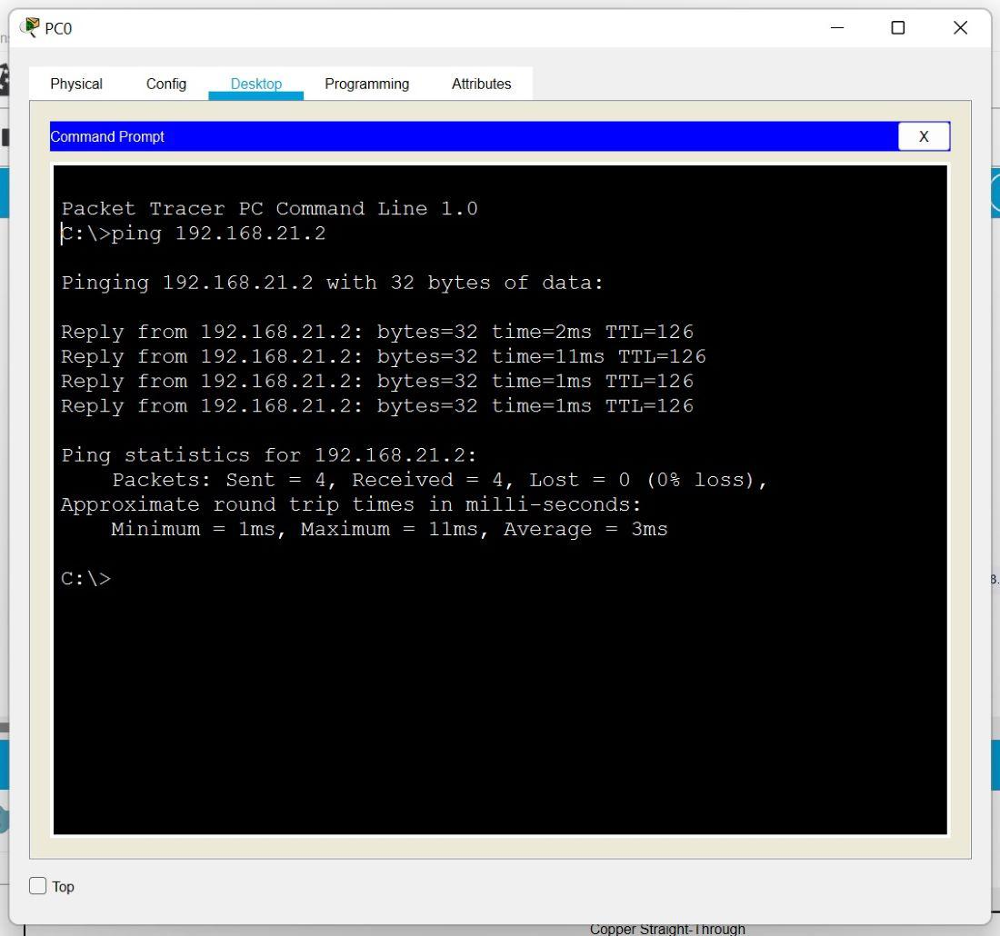 PC0
Physical Config Desktop Programming Attributes
Command Prompt X
Packet Tracer PC Command Line 1.0
C:\>ping 192.168.21.2
Pinging 192.168.21.2 with 32 bytes of data:
Reply from 192.168.21.2: bytes=32 time=2ms TTL=126
Reply from 192.168.21.2: bytes=32 time=11ms TTL=126
Reply from 192.168.21.2: bytes=32 time=1ms TTL=126
Reply from 192.168.21.2: bytes=32 time=1ms TTL=126
Ping statistics for 192.168.21.2:
Packets: Sent = 4, Received = 4, Lost = 0 (0% loss),
Approximate round trip times in milli-seconds:
Minimum = 1ms, Maximum = 11ms, Average = 3ms
C:\>
8.
Top
Copper Straight-Through